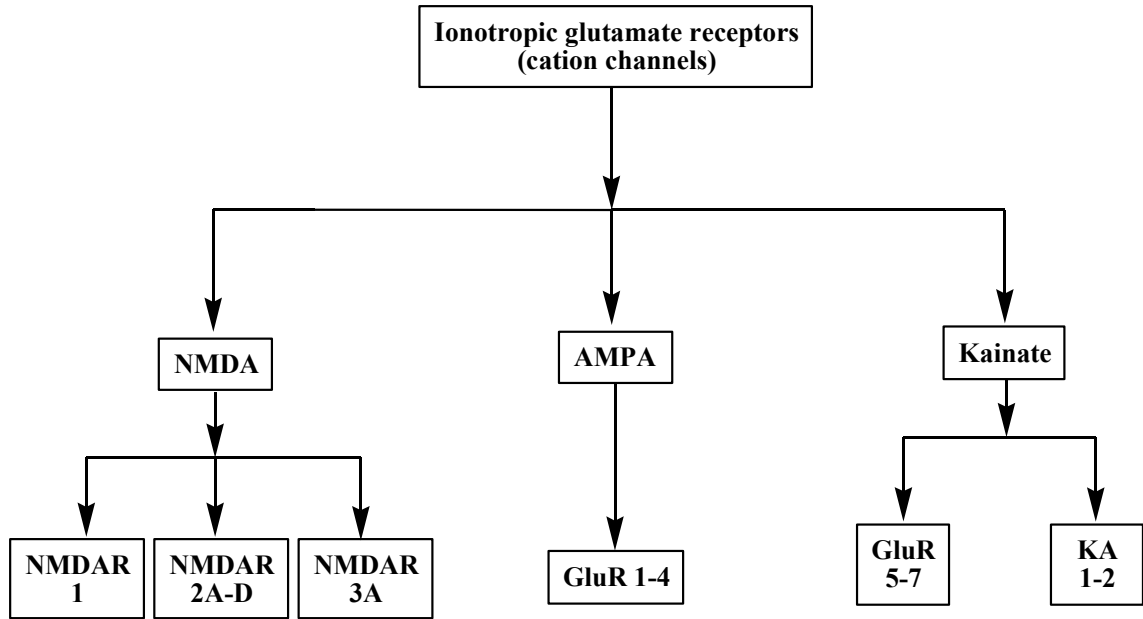 Ionotropic glutamate receptors
(cation channels)
NMDA
AMPA
Kainate
NMDAR
1
NMDAR
2A-D
NMDAR
3A
GluR 1-4
GluR
5-7
KA
1-2